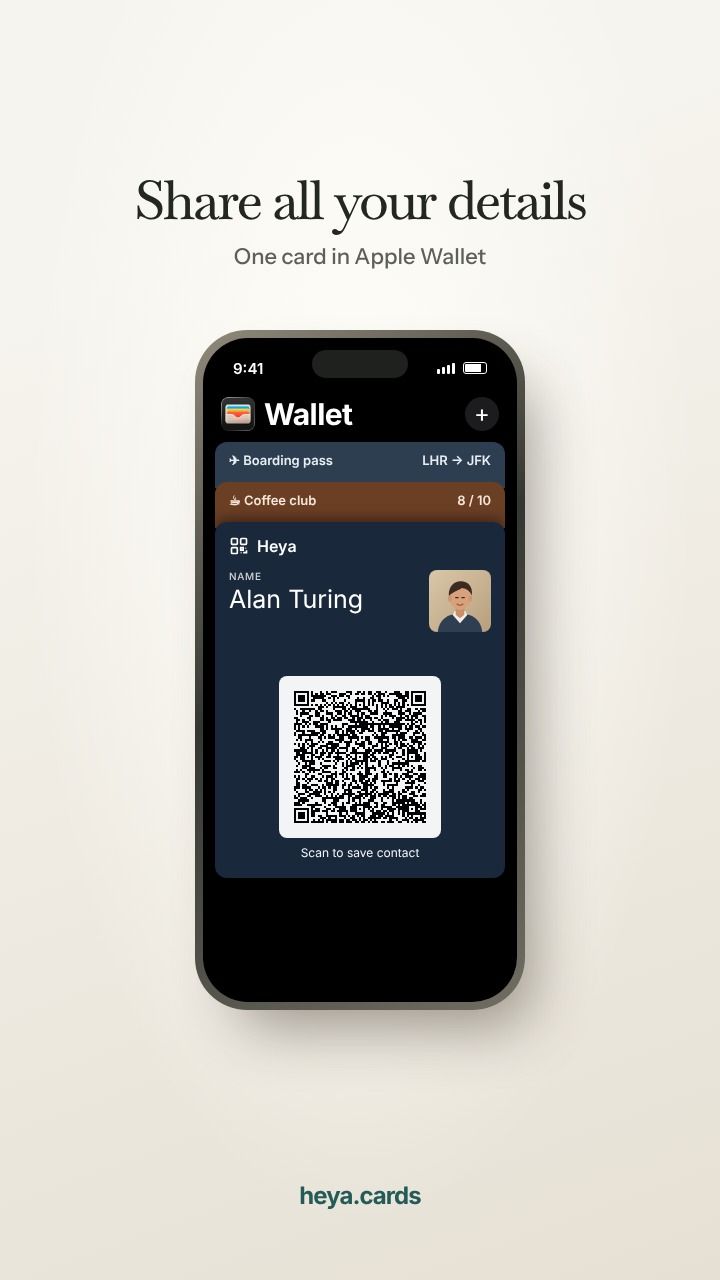 Share all your details
One card in Apple Wallet
9:41
Wallet
+
✈ Boarding pass LHR → JFK
☕ Coffee club 8 / 10
Heya
NAME
Alan Turing
Scan to save contact
heya.cards